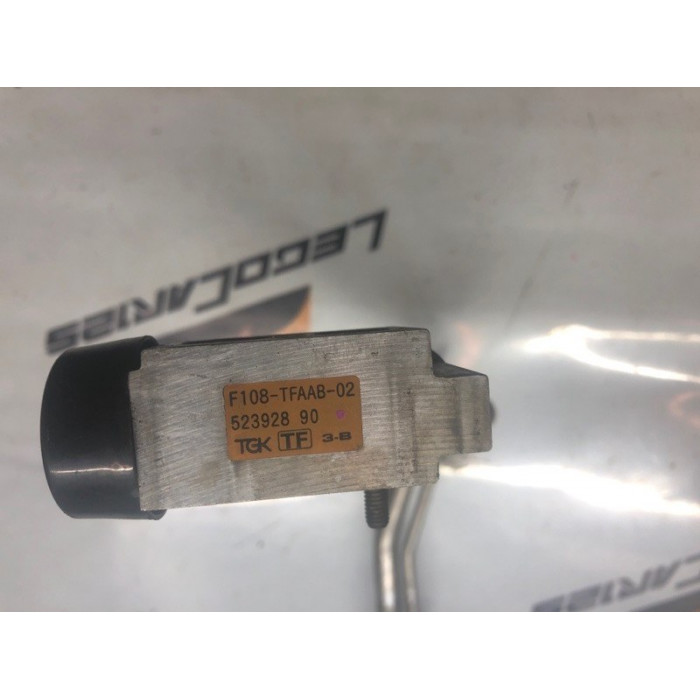 LEGOCAR125
F108-TFAAB-02
523928 90
TGK TF 3-B